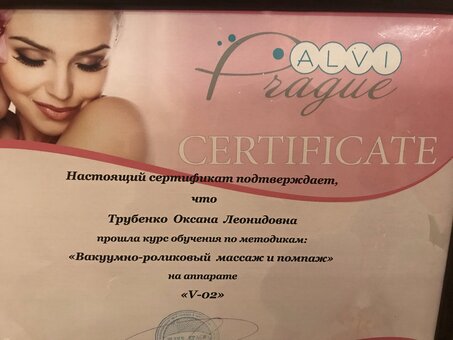 ALVI
Prague
CERTIFICATE
Настоящий сертификат подтверждает,
что
Трубенко Оксана Леонидовна
прошла курс обучения по методикам:
«Вакуумно-роликовый массаж и помпаж»
на аппарате
«V-02»